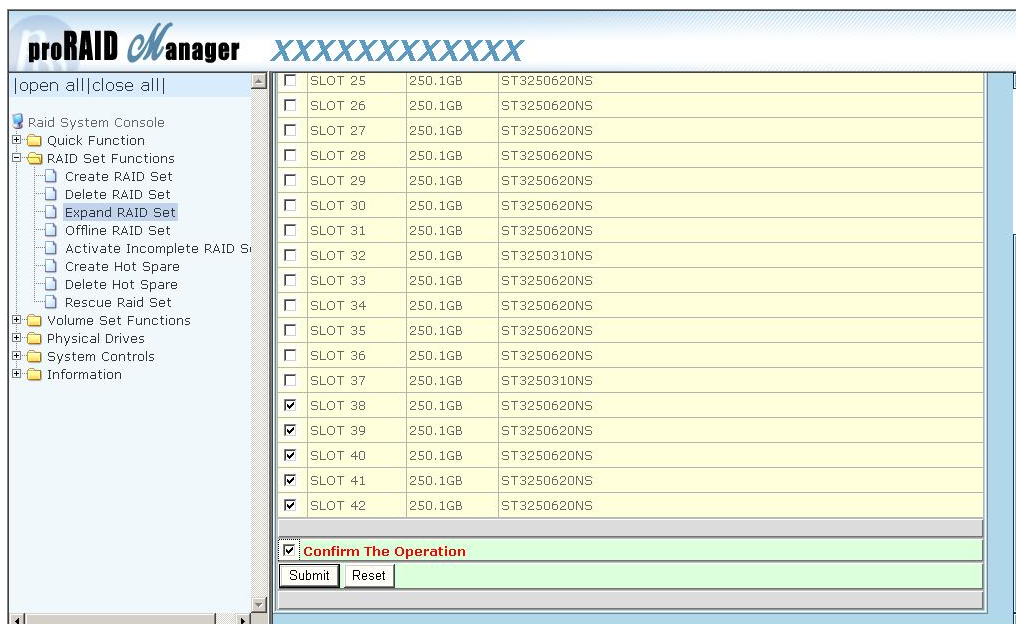 proRAID Manager
XXXXXXXXXXXX
|open all|close all|
Raid System Console
Quick Function
RAID Set Functions
Create RAID Set
Delete RAID Set
Expand RAID Set
Offline RAID Set
Activate Incomplete RAID S
Create Hot Spare
Delete Hot Spare
Rescue Raid Set
Volume Set Functions
Physical Drives
System Controls
Information
SLOT 25 250.1GB ST3250620NS
SLOT 26 250.1GB ST3250620NS
SLOT 27 250.1GB ST3250620NS
SLOT 28 250.1GB ST3250620NS
SLOT 29 250.1GB ST3250620NS
SLOT 30 250.1GB ST3250620NS
SLOT 31 250.1GB ST3250620NS
SLOT 32 250.1GB ST3250310NS
SLOT 33 250.1GB ST3250620NS
SLOT 34 250.1GB ST3250620NS
SLOT 35 250.1GB ST3250620NS
SLOT 36 250.1GB ST3250620NS
SLOT 37 250.1GB ST3250310NS
SLOT 38 250.1GB ST3250620NS
SLOT 39 250.1GB ST3250620NS
SLOT 40 250.1GB ST3250620NS
SLOT 41 250.1GB ST3250620NS
SLOT 42 250.1GB ST3250620NS
Confirm The Operation
Submit Reset